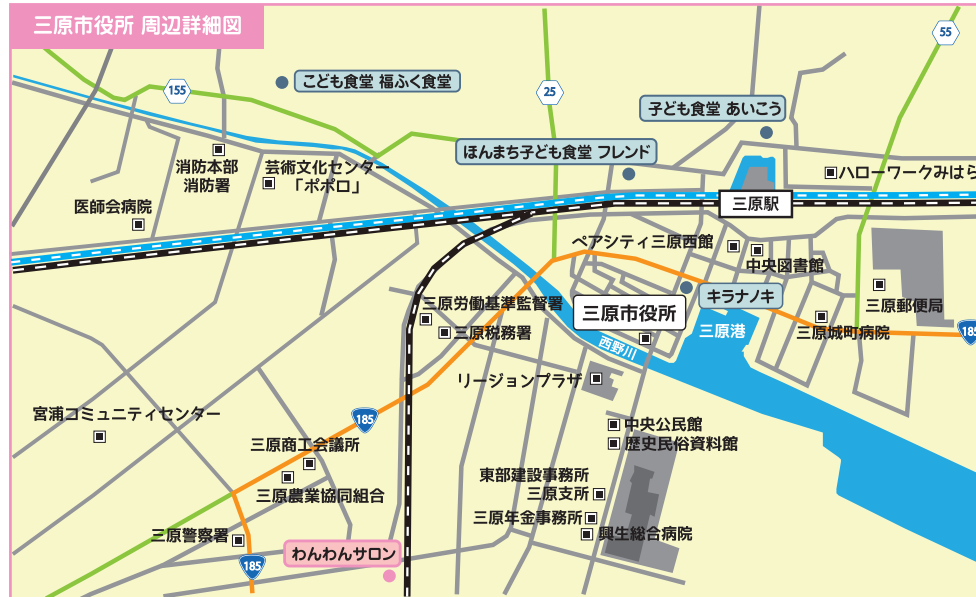 三原市役所 周辺詳細図
55
155
こども食堂 福ふく食堂
25
子ども食堂 あいこう
ほんまち子ども食堂 フレンド
消防本部
消防署
芸術文化センター
「ポポロ」
ハローワークみはら
医師会病院
三原駅
ペアシティ三原西館
中央図書館
三原労働基準監督署
キラナノキ
三原郵便局
三原市役所
三原税務署
三原港
三原城町病院
185
西野川
リージョンプラザ
宮浦コミュニティセンター
185
中央公民館
歴史民俗資料館
三原商工会議所
三原農業協同組合
東部建設事務所
三原支所
三原年金事務所
興生総合病院
三原警察署
わんわんサロン
185